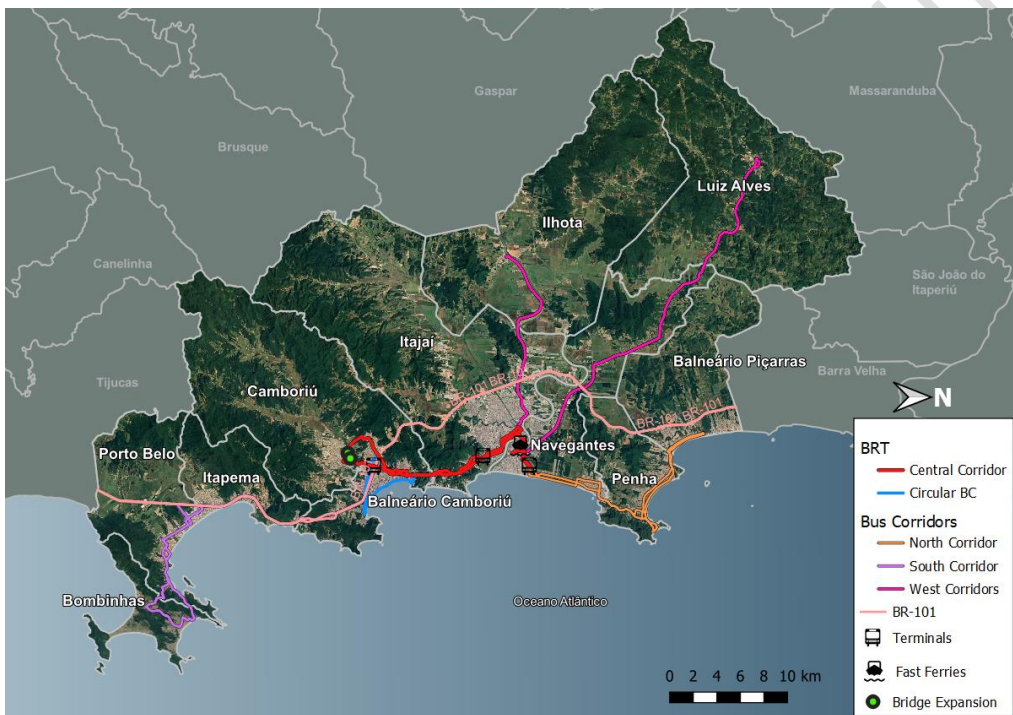 Gaspar
Massaranduba
Brusque
Luiz Alves
Ilhota
Canelinha
São João do
Itaperiú
Itajaí
Balneário Piçarras
Barra Velha
Tijucas
Camboriú
BR-101
BR-101
BR-101
N
Navegantes
Porto Belo
Itapema
Penha
Balneário Camboriú
Bombinhas
Oceano Atlântico
0 2 4 6 8 10 km
BRT
Central Corridor
Circular BC
Bus Corridors
North Corridor
South Corridor
West Corridors
BR-101
Terminals
Fast Ferries
Bridge Expansion